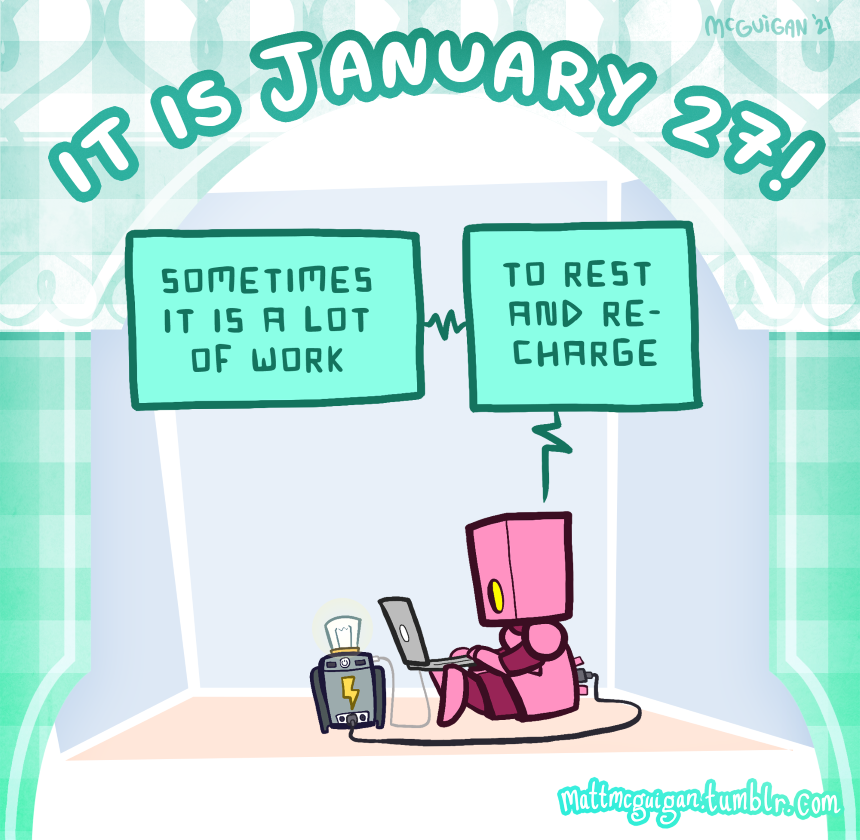 McGUIGAN '21
IT IS JANUARY 27!
SOMETIMES
IT IS A LOT
OF WORK
TO REST
AND RE-
CHARGE
mattmcguigan.tumblr.com